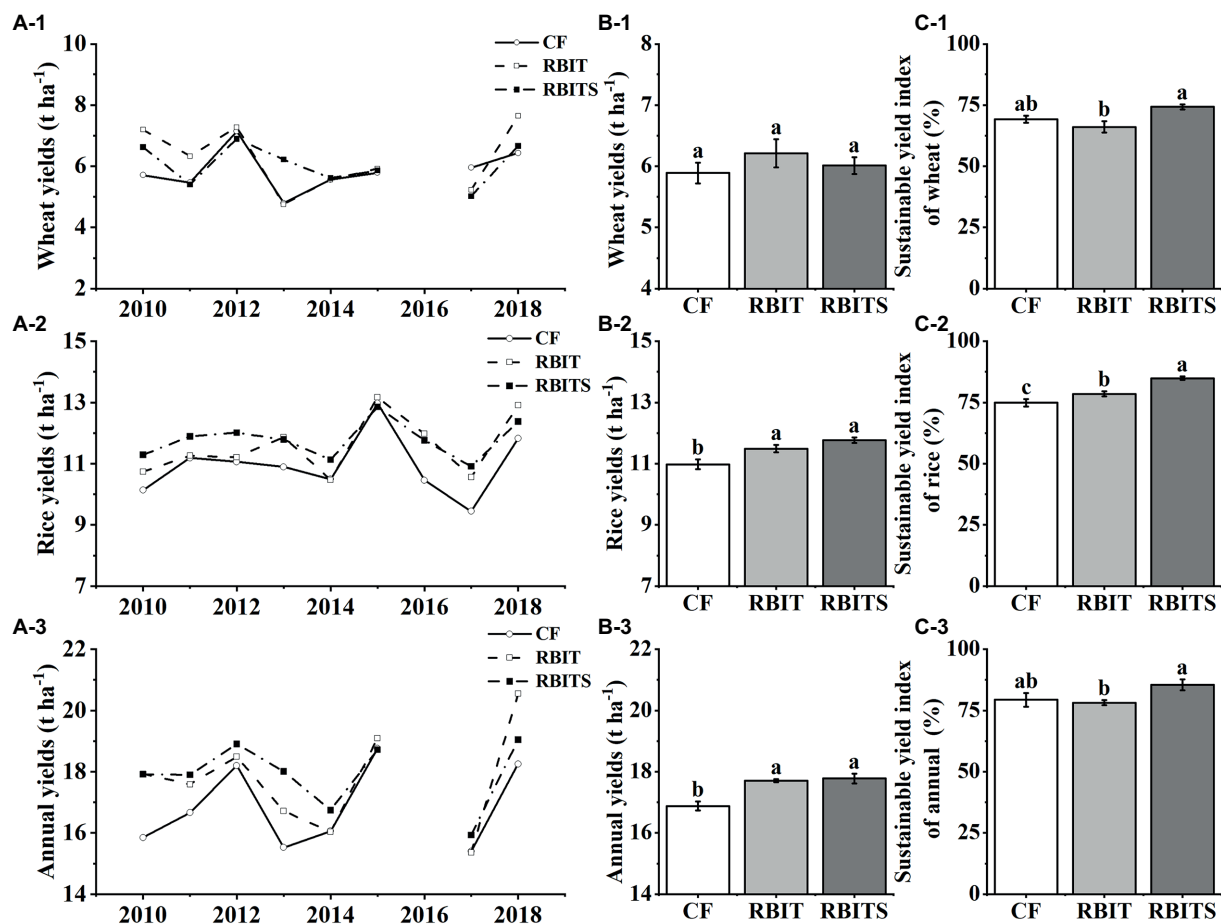 A-1
Wheat yields (t ha⁻¹)
10
8
6
4
2
2010 2012 2014 2016 2018
CF
RBIT
RBITS
B-1
Wheat yields (t ha⁻¹)
8
7
6
5
4
a a a
CF RBIT RBITS
C-1
Sustainable yield index
of wheat (%)
100
75
50
25
0
ab b a
CF RBIT RBITS
A-2
Rice yields (t ha⁻¹)
15
13
11
9
7
2010 2012 2014 2016 2018
CF
RBIT
RBITS
B-2
Rice yields (t ha⁻¹)
15
13
11
9
7
b a a
CF RBIT RBITS
C-2
Sustainable yield index
of rice (%)
100
75
50
25
0
c b a
CF RBIT RBITS
A-3
Annual yields (t ha⁻¹)
22
20
18
16
14
2010 2012 2014 2016 2018
CF
RBIT
RBITS
B-3
Annual yields (t ha⁻¹)
22
20
18
16
14
b a a
CF RBIT RBITS
C-3
Sustainable yield index
of annual (%)
100
75
50
25
0
ab b a
CF RBIT RBITS